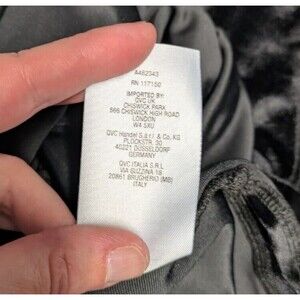 A462343
RN 117150
IMPORTED BY:
QVC UK
CHISWICK PARK
566 CHISWICK HIGH ROAD
LONDON
W4 5XU
QVC Handel S.à r.l. & Co. KG
PLOCKSTR. 30
40221 DÜSSELDORF
GERMANY
QVC ITALIA S.R.L
VIA GUZZINA 18
20861 BRUGHERIO (MB)
ITALY